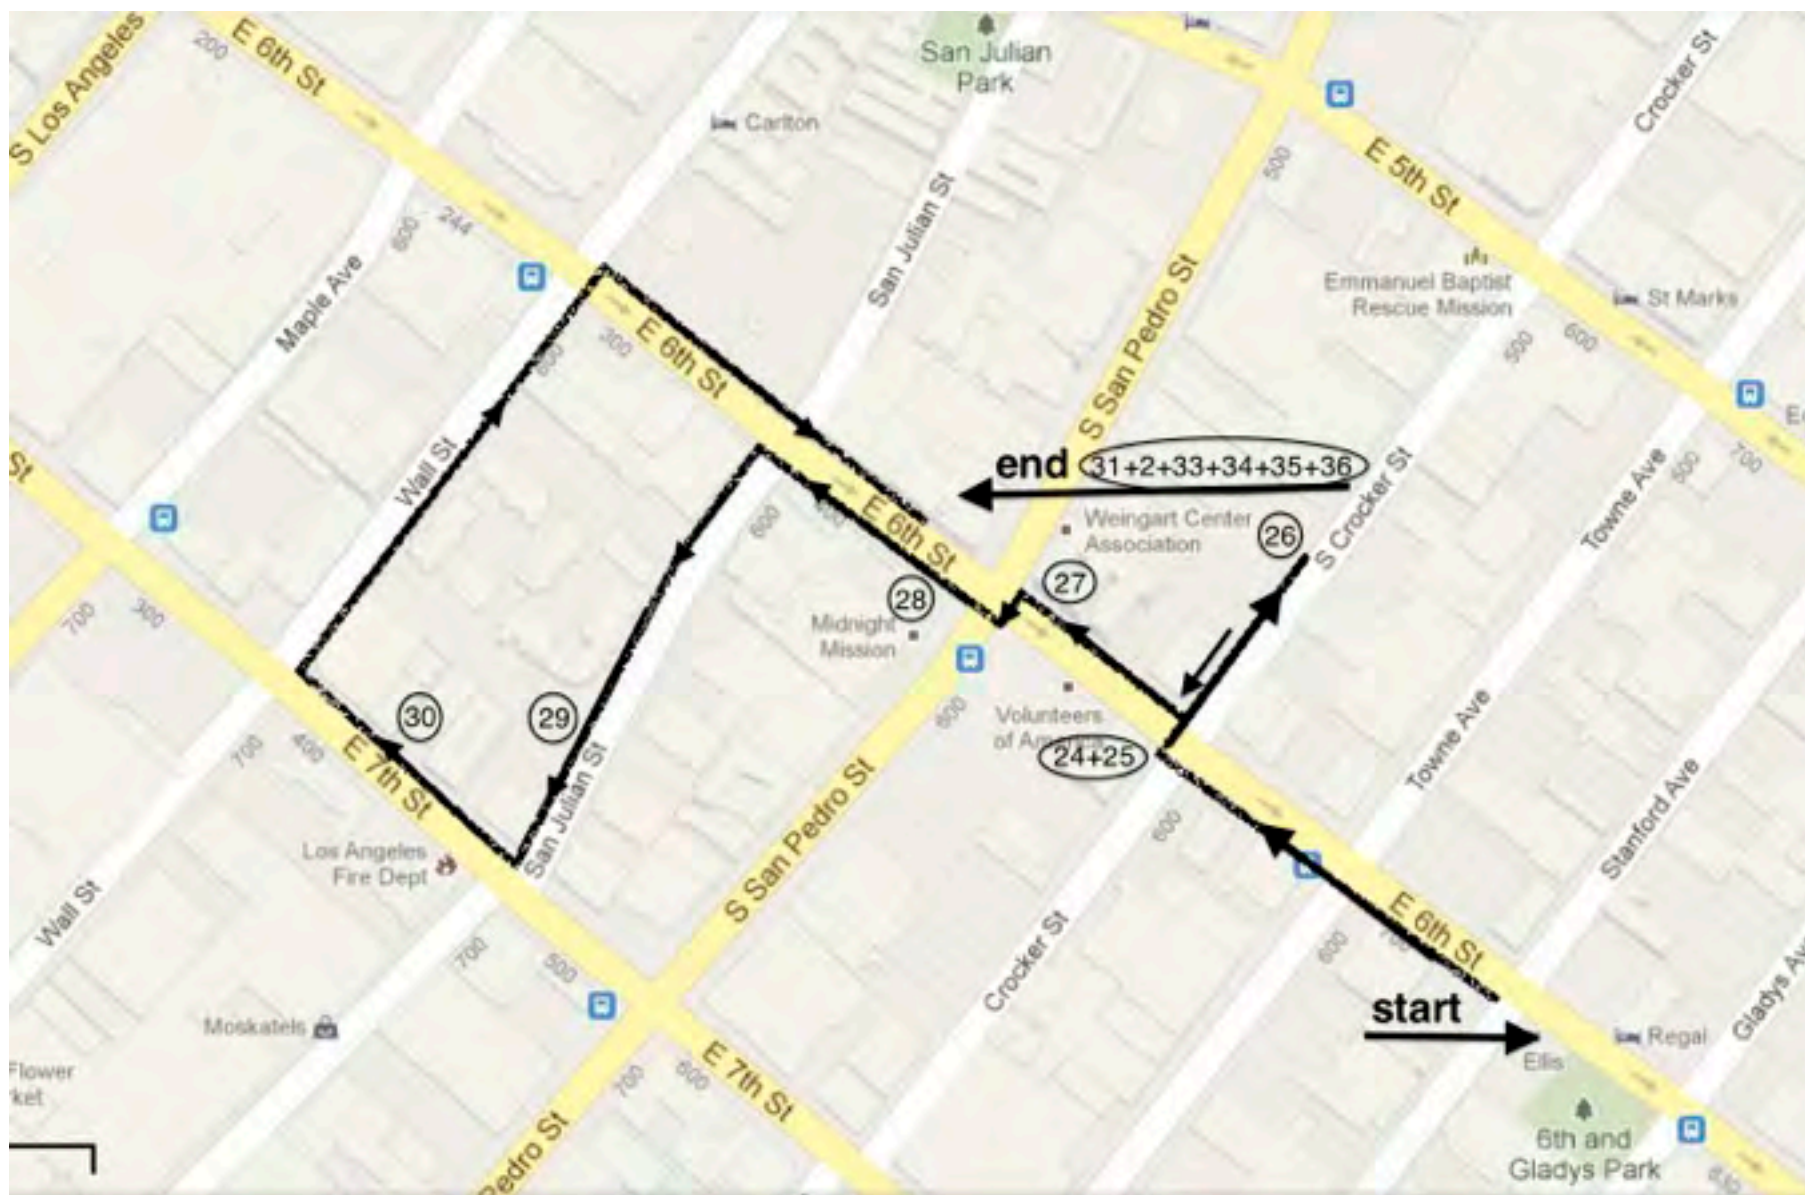 200
E 6th St
S Los Angeles
San Julian
Park
Carlton
Crocker St
500
E 5th St
San Julian St
600
244
Maple Ave
S San Pedro St
Emmanuel Baptist
Rescue Mission
St Marks
500
600
300
E 6th St
St
Wall St
end 31+2+33+34+35+36
S Crocker St
Towne Ave
500
700
600
E 6th St
Weingart Center
Association
26
27
28
Midnight
Mission
700
300
30
29
Volunteers
24+25
600
700
400
E 7th St
San Julian St
Towne Ave
Stanford Ave
S San Pedro St
600
Los Angeles
Fire Dept
Wall St
E 6th St
Crocker St
600
700
500
Moskatels
start
Regal
Ellis
Flower
ket
700
600
E 7th St
6th and
Gladys Park
Pedro St